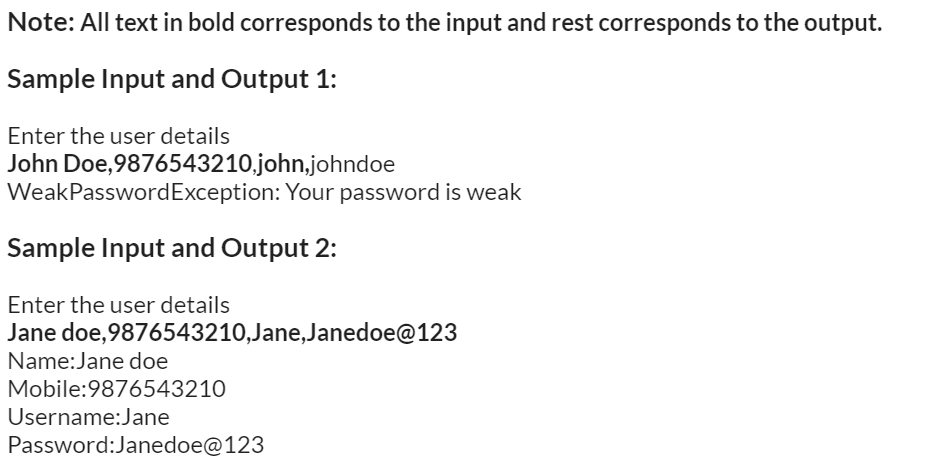 Note: All text in bold corresponds to the input and rest corresponds to the output.
Sample Input and Output 1:
Enter the user details
John Doe,9876543210,john,johndoe
WeakPasswordException: Your password is weak
Sample Input and Output 2:
Enter the user details
Jane doe,9876543210,Jane,Janedoe@123
Name:Jane doe
Mobile:9876543210
Username:Jane
Password:Janedoe@123